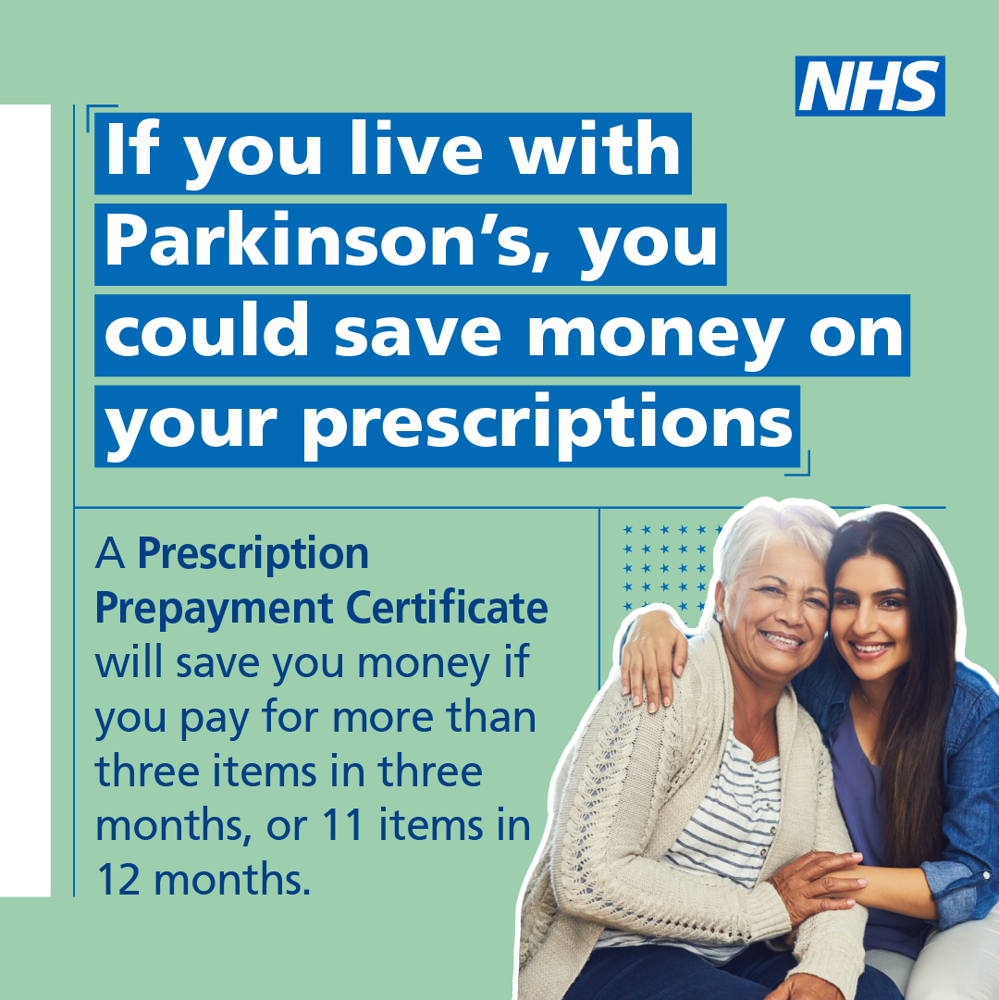 NHS
If you live with
Parkinson’s, you
could save money on
your prescriptions
A Prescription
Prepayment Certificate
will save you money if
you pay for more than
three items in three
months, or 11 items in
12 months.